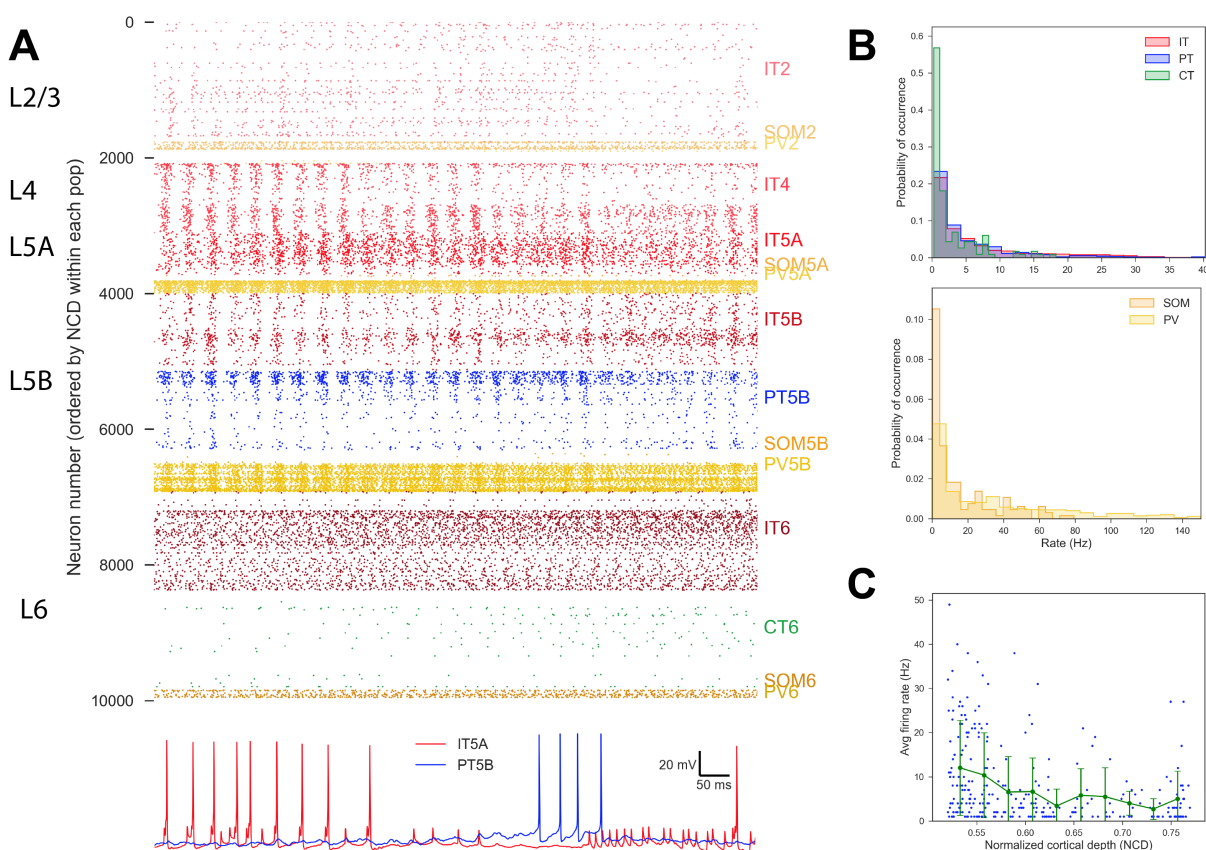 A
L2/3
L4
L5A
L5B
L6
Neuron number (ordered by NCD within each pop)
0
2000
4000
6000
8000
10000
IT2
SOM2
PV2
IT4
IT5A
SOM5A
PV5A
IT5B
PT5B
SOM5B
PV5B
IT6
CT6
SOM6
PV6
IT5A
PT5B
20 mV
50 ms
B
Probability of occurrence
0.6
0.5
0.4
0.3
0.2
0.1
0.0
0 5 10 15 20 25 30 35 40
IT
PT
CT
Probability of occurrence
0.10
0.08
0.06
0.04
0.02
0.00
0 20 40 60 80 100 120 140
Rate (Hz)
SOM
PV
C
Avg firing rate (Hz)
50
40
30
20
10
0
0.55 0.60 0.65 0.70 0.75
Normalized cortical depth (NCD)